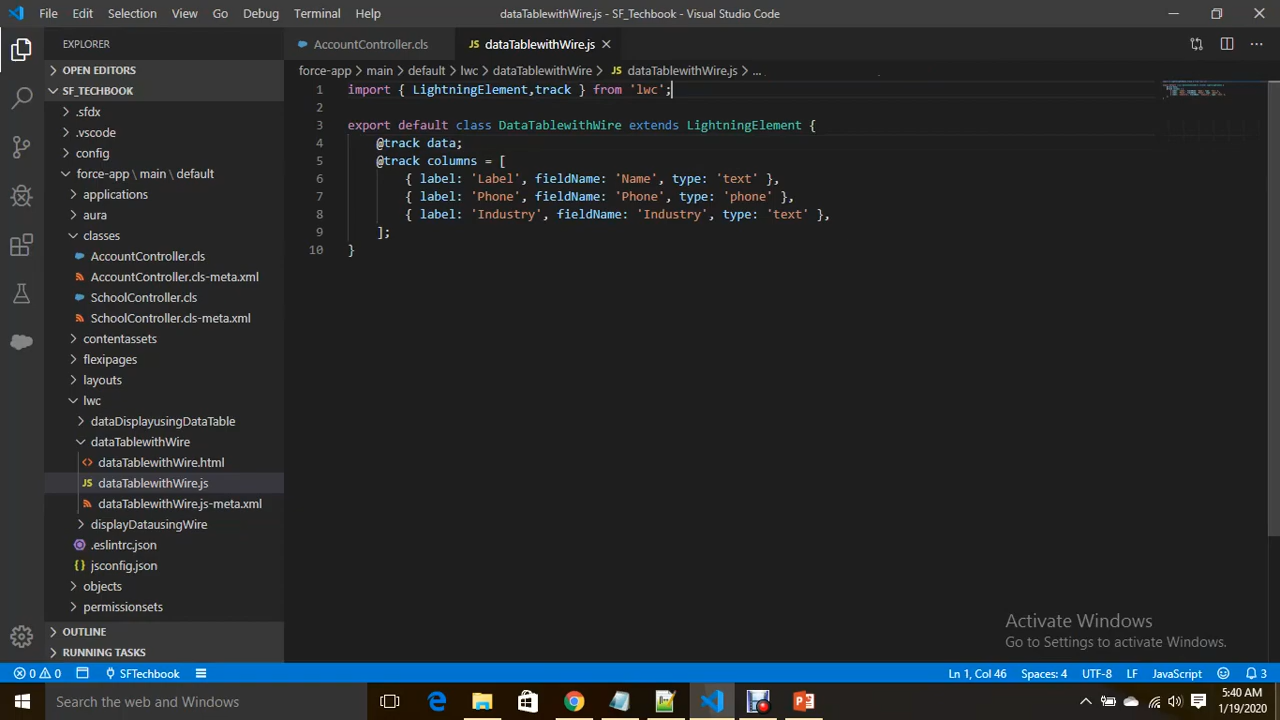 File Edit Selection View Go Debug Terminal Help
dataTablewithWire.js - SF_Techbook - Visual Studio Code
EXPLORER
OPEN EDITORS
SF_TECHBOOK
.sfdx
.vscode
config
force-app \ main \ default
applications
aura
classes
AccountController.cls
AccountController.cls-meta.xml
SchoolController.cls
SchoolController.cls-meta.xml
contentassets
flexipages
layouts
lwc
dataDisplayusingDataTable
dataTablewithWire
dataTablewithWire.html
dataTablewithWire.js
dataTablewithWire.js-meta.xml
displayDatausingWire
.eslintrc.json
jsconfig.json
objects
permissionsets
OUTLINE
RUNNING TASKS
AccountController.cls
JS dataTablewithWire.js
force-app > main > default > lwc > dataTablewithWire > JS dataTablewithWire.js > ...
1 import { LightningElement,track } from 'lwc';
2
3 export default class DataTablewithWire extends LightningElement {
4 @track data;
5 @track columns = [
6 { label: 'Label', fieldName: 'Name', type: 'text' },
7 { label: 'Phone', fieldName: 'Phone', type: 'phone' },
8 { label: 'Industry', fieldName: 'Industry', type: 'text' },
9 ];
10 }
Activate Windows
Go to Settings to activate Windows.
0 0 SFTechbook Ln 1, Col 46 Spaces: 4 UTF-8 LF JavaScript 3
Search the web and Windows
5:40 AM
1/19/2020